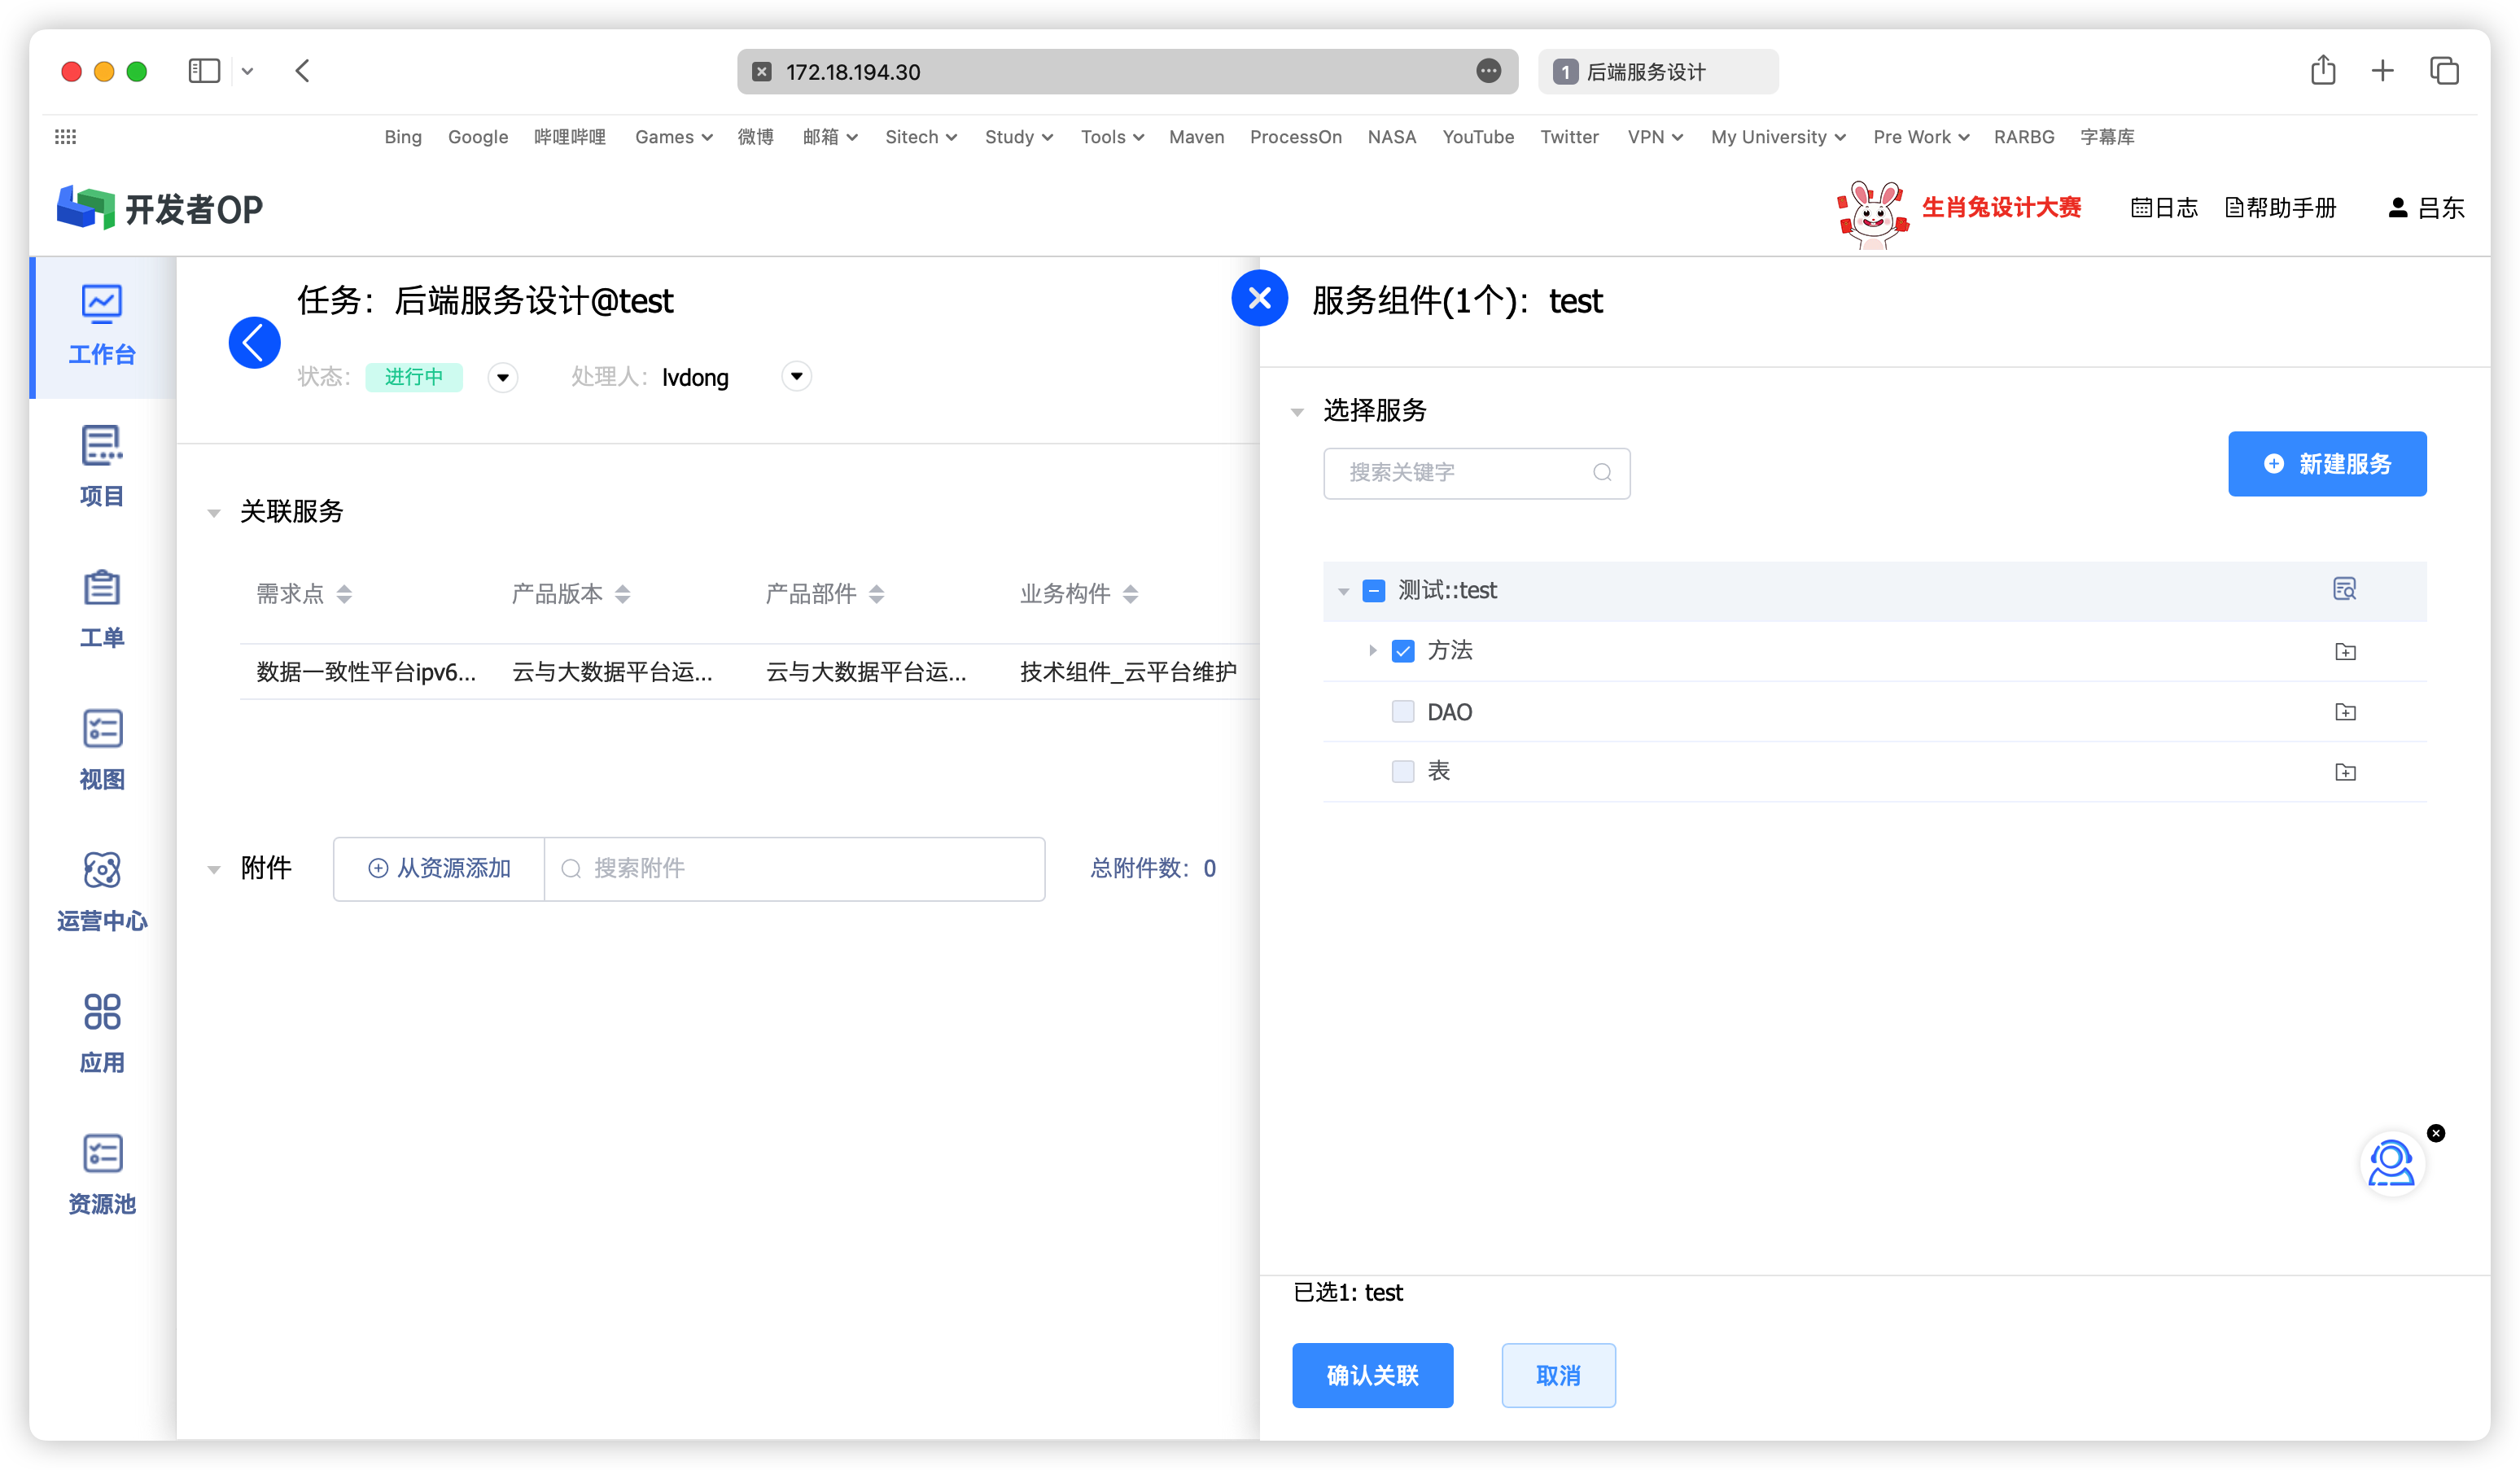 172.18.194.30
1 后端服务设计
Bing Google 哔哩哔哩 Games 微博 邮箱 Sitech Study Tools Maven ProcessOn NASA YouTube Twitter VPN My University Pre Work RARBG 字幕库
开发者OP
生肖兔设计大赛 日志 帮助手册 吕东
工作台
项目
工单
视图
运营中心
应用
资源池
任务：后端服务设计@test
状态： 进行中 处理人： lvdong
关联服务
需求点 产品版本 产品部件 业务构件
数据一致性平台ipv6... 云与大数据平台运... 云与大数据平台运... 技术组件_云平台维护
附件 从资源添加 搜索附件 总附件数：0
服务组件(1个)：test
选择服务
搜索关键字
新建服务
测试::test
方法
DAO
表
已选1: test
确认关联 取消